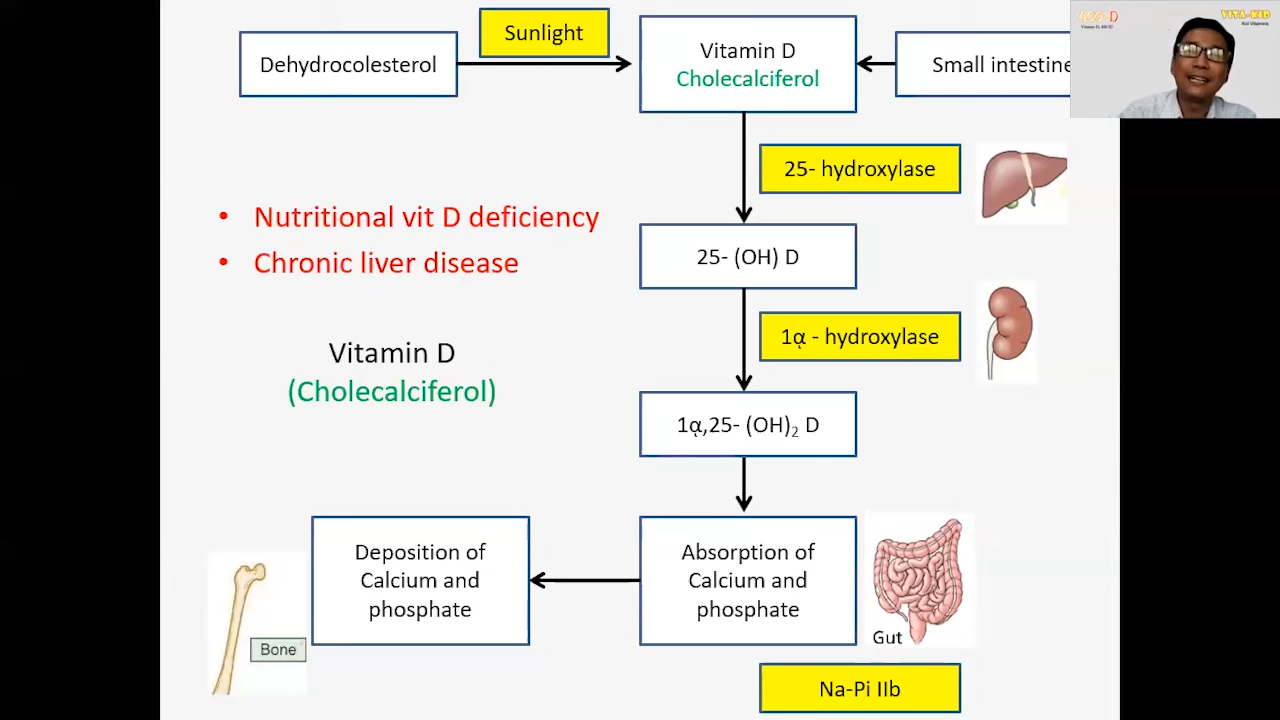 Sunlight
Dehydrocolesterol
Vitamin D
Cholecalciferol
Small intestine
VITA-KID
25- hydroxylase
• Nutritional vit D deficiency
• Chronic liver disease
25- (OH) D
1ᾳ - hydroxylase
Vitamin D
(Cholecalciferol)
1ᾳ,25- (OH)₂ D
Deposition of
Calcium and
phosphate
Absorption of
Calcium and
phosphate
Bone
Gut
Na-Pi IIb